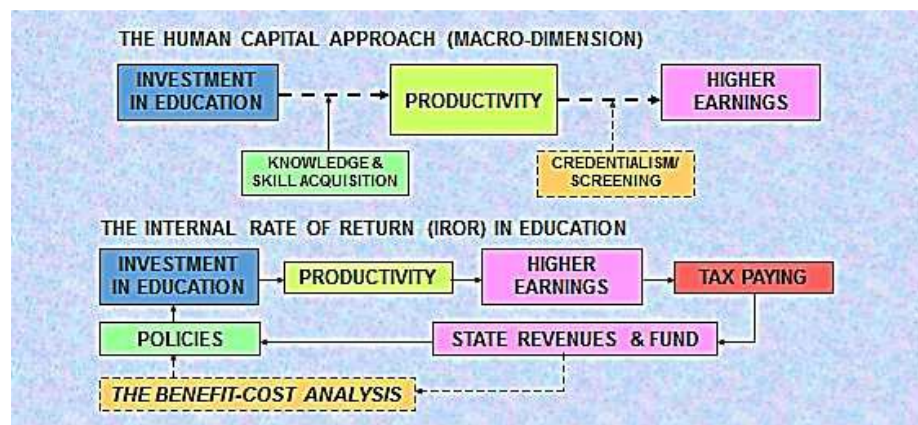 THE HUMAN CAPITAL APPROACH (MACRO-DIMENSION)
INVESTMENT
IN EDUCATION
PRODUCTIVITY
HIGHER
EARNINGS
KNOWLEDGE &
SKILL ACQUISITION
CREDENTIALISM/
SCREENING
THE INTERNAL RATE OF RETURN (IROR) IN EDUCATION
INVESTMENT
IN EDUCATION
PRODUCTIVITY
HIGHER
EARNINGS
TAX PAYING
POLICIES
STATE REVENUES & FUND
THE BENEFIT-COST ANALYSIS